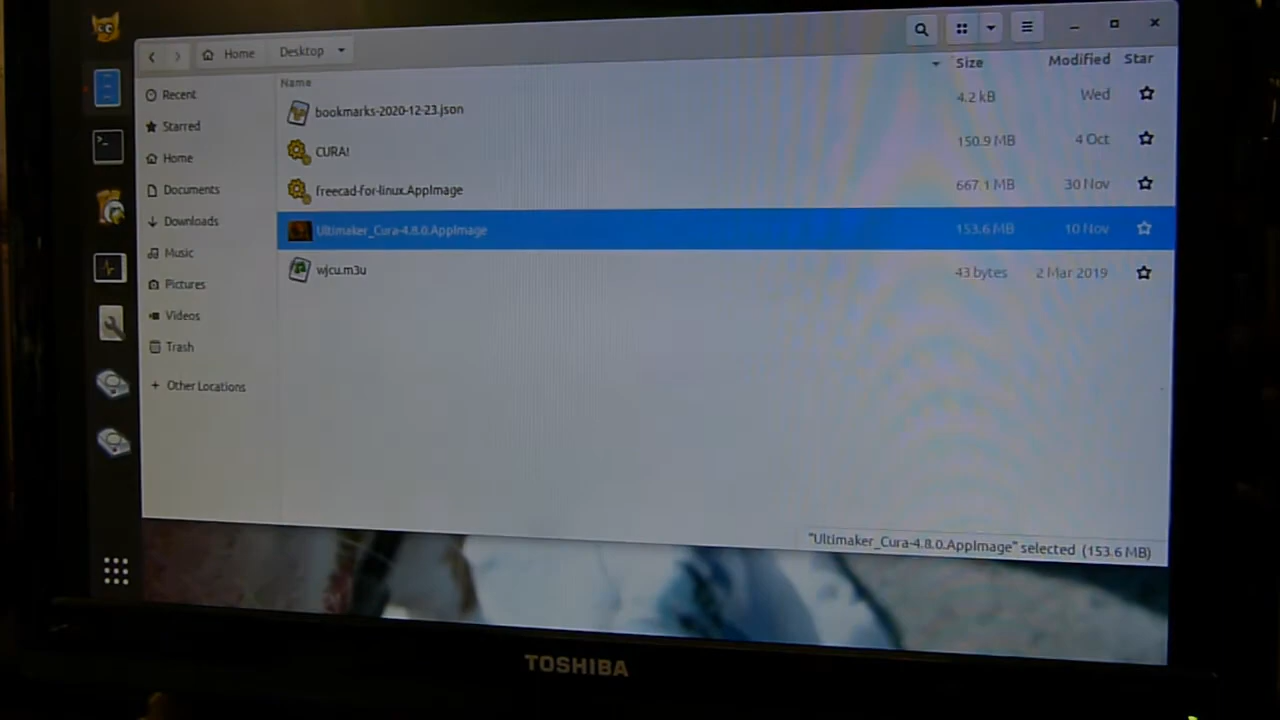 Home Desktop
Name Size Modified Star
Recent
Starred
Home
Documents
Downloads
Music
Pictures
Videos
Trash
+ Other Locations
bookmarks-2020-12-23.json 4.2 kB Wed
CURA! 150.9 MB 4 Oct
freecad-for-linux.AppImage 667.1 MB 30 Nov
Ultimaker_Cura-4.8.0.AppImage 153.6 MB 10 Nov
wjcu.m3u 43 bytes 2 Mar 2019
"Ultimaker_Cura-4.8.0.AppImage" selected (153.6 MB)
TOSHIBA